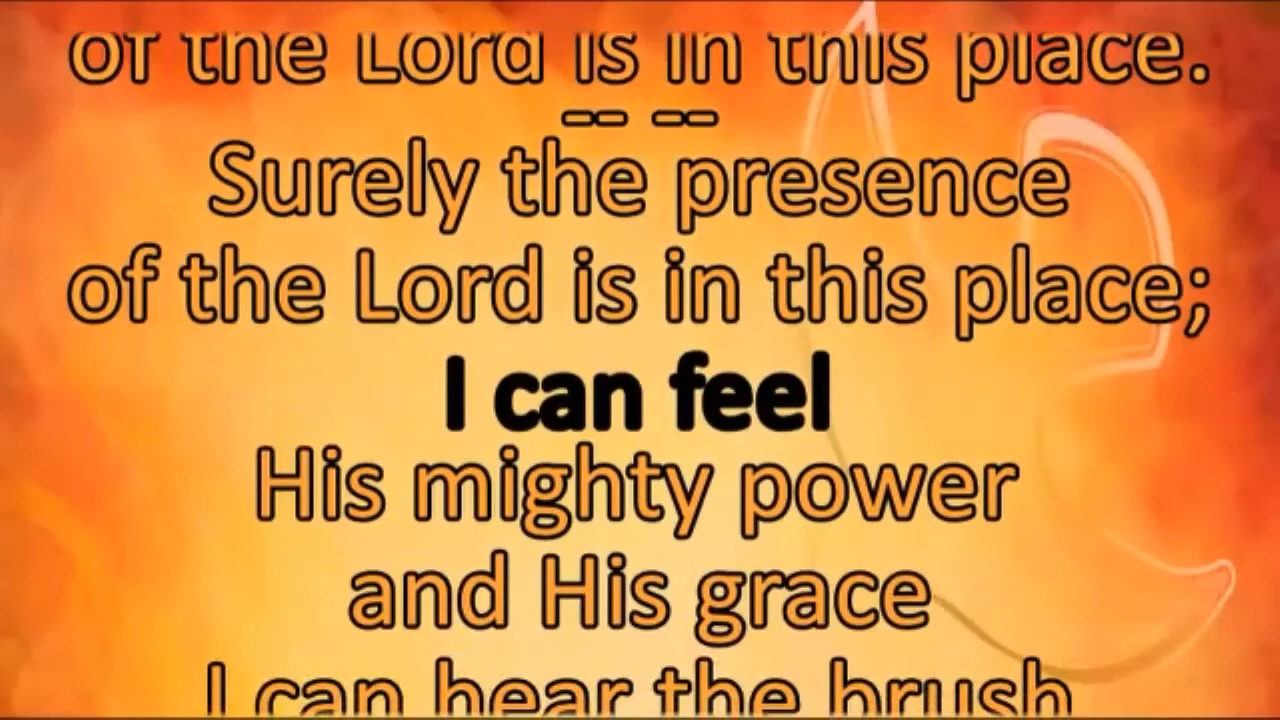 of the Lord is in this place.
-- --
Surely the presence
of the Lord is in this place;
I can feel
His mighty power
and His grace
I can hear the brush